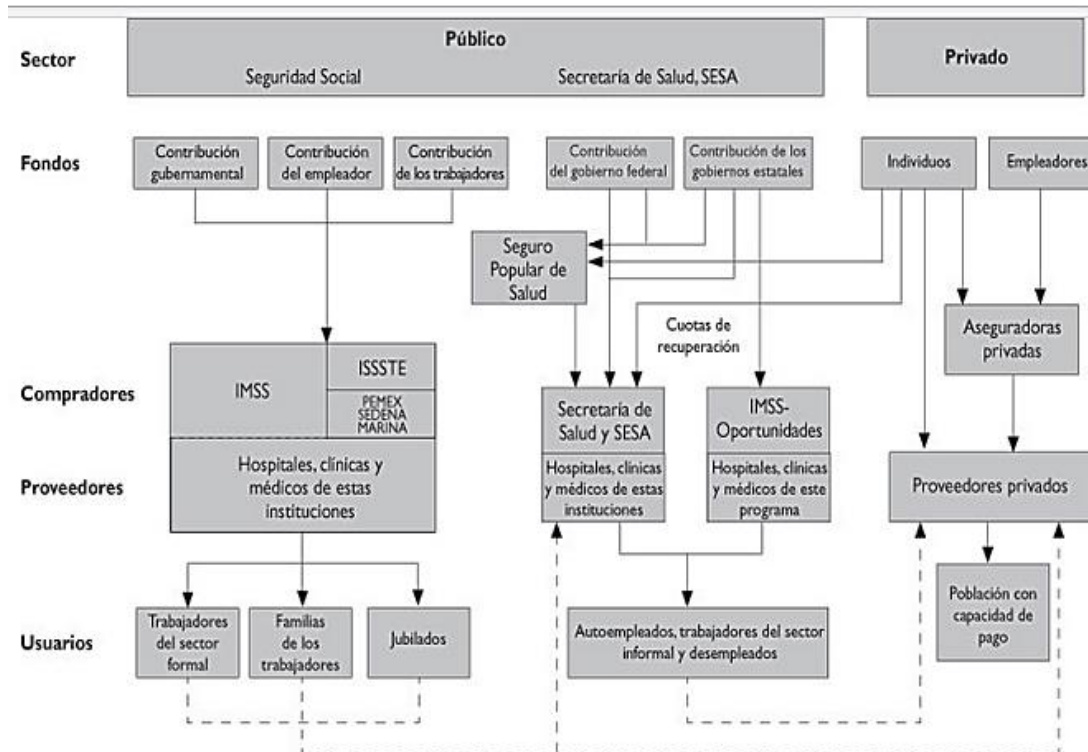 Sector
Público
Seguridad Social
Secretaría de Salud, SESA
Privado
Fondos
Contribución
gubernamental
Contribución
del empleador
Contribución
de los trabajadores
Contribución
del gobierno federal
Contribución de los
gobiernos estatales
Individuos
Empleadores
Seguro
Popular de
Salud
Cuotas de
recuperación
Aseguradoras
privadas
Compradores
IMSS
ISSSTE
PEMEX
SEDENA
MARINA
Secretaría de
Salud y SESA
IMSS-
Oportunidades
Proveedores
Hospitales, clínicas y
médicos de estas
instituciones
Hospitales, clínicas
y médicos de estas
instituciones
Hospitales, clínicas
y médicos de este
programa
Proveedores privados
Usuarios
Trabajadores
del sector
formal
Familias
de los
trabajadores
Jubilados
Autoempleados, trabajadores del sector
informal y desempleados
Población con
capacidad de
pago